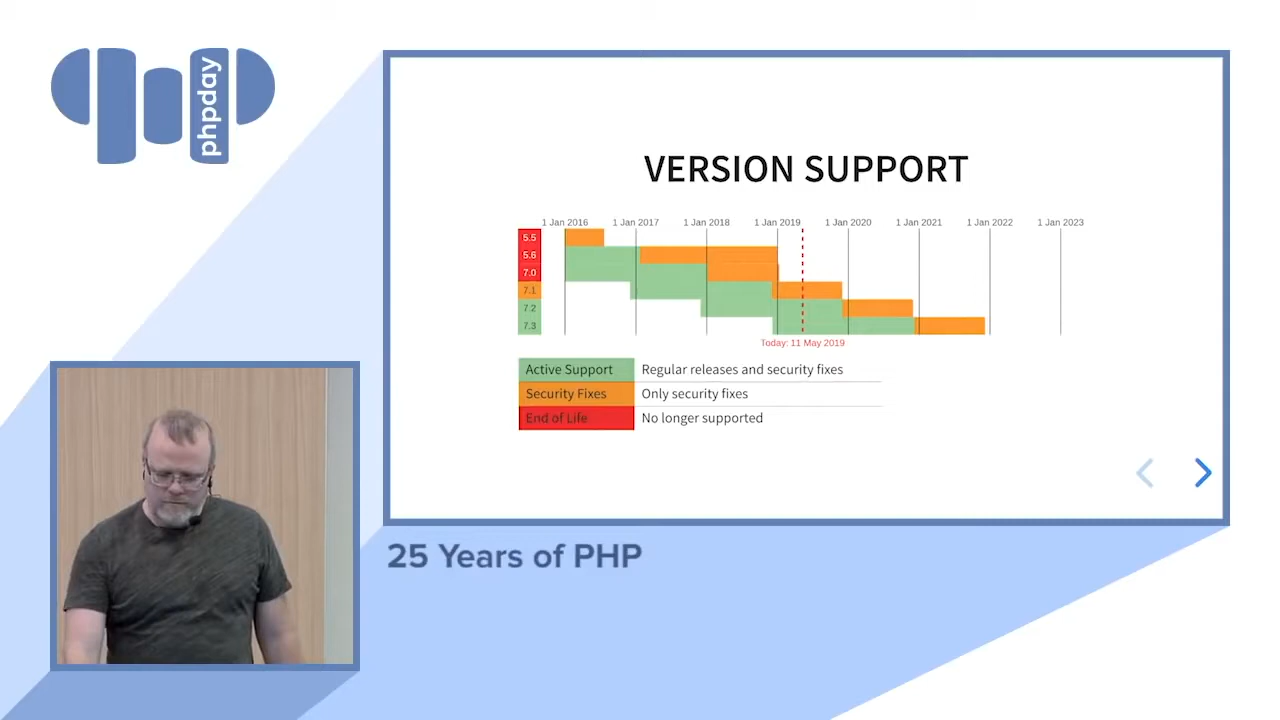 phpday
VERSION SUPPORT
1 Jan 2016 1 Jan 2017 1 Jan 2018 1 Jan 2019 1 Jan 2020 1 Jan 2021 1 Jan 2022 1 Jan 2023
5.5
5.6
7.0
7.1
7.2
7.3
Today: 11 May 2019
Active Support Regular releases and security fixes
Security Fixes Only security fixes
End of Life No longer supported
25 Years of PHP